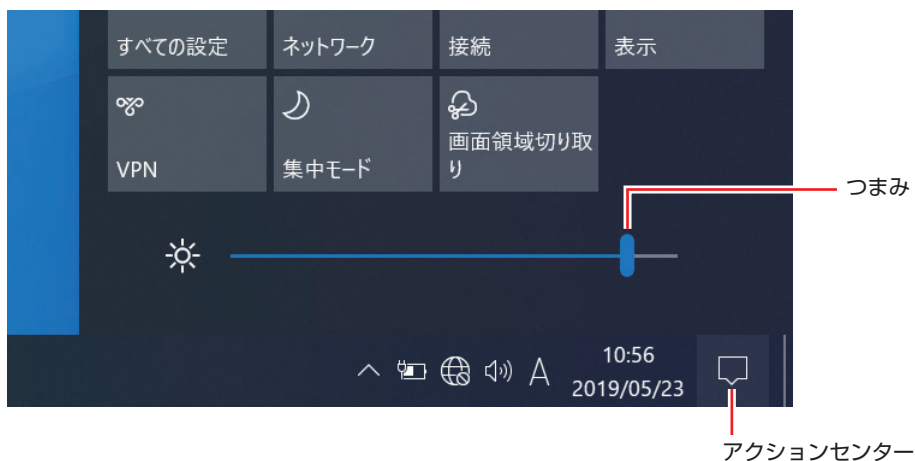 すべての設定
ネットワーク
接続
表示
VPN
集中モード
画面領域切り取
り
つまみ
A
10:56
2019/05/23
アクションセンター